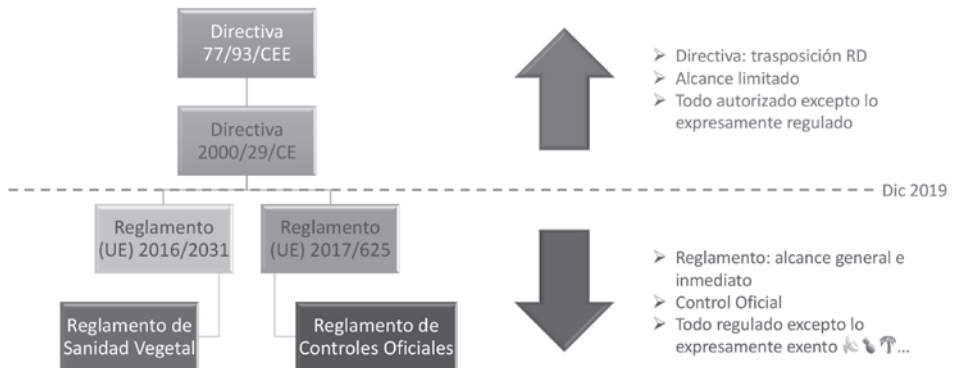 Directiva
77/93/CEE
Directiva
2000/29/CE
➢ Directiva: trasposición RD
➢ Alcance limitado
➢ Todo autorizado excepto lo
expresamente regulado
Dic 2019
Reglamento
(UE) 2016/2031
Reglamento
(UE) 2017/625
Reglamento de
Sanidad Vegetal
Reglamento de
Controles Oficiales
➢ Reglamento: alcance general e
inmediato
➢ Control Oficial
➢ Todo regulado excepto lo
expresamente exento 🍌🍍🌴...